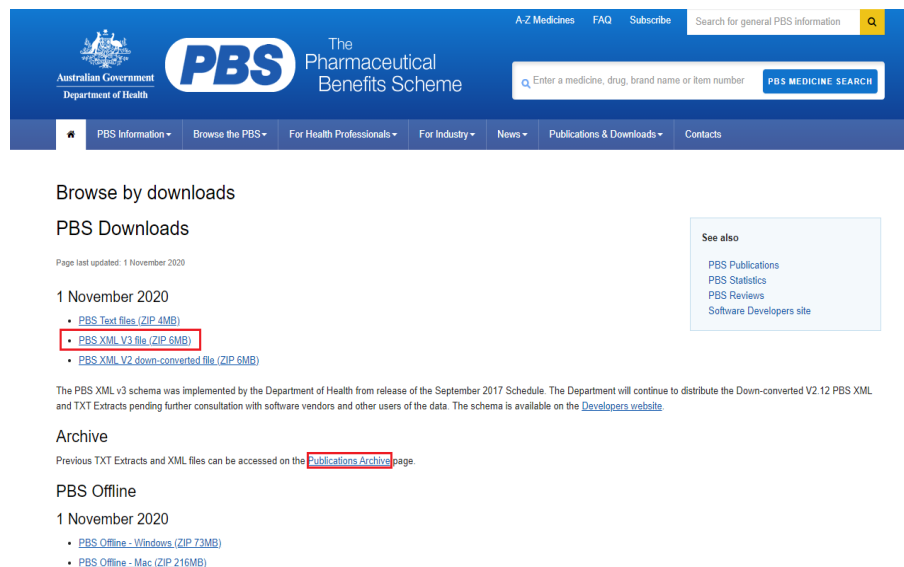 A-Z Medicines FAQ Subscribe Search for general PBS information
Australian Government
Department of Health
PBS
The
Pharmaceutical
Benefits Scheme
Enter a medicine, drug, brand name or item number PBS MEDICINE SEARCH
PBS Information Browse the PBS For Health Professionals For Industry News Publications & Downloads Contacts
Browse by downloads
PBS Downloads
Page last updated: 1 November 2020
1 November 2020
• PBS Text files (ZIP 4MB)
• PBS XML V3 file (ZIP 6MB)
• PBS XML V2 down-converted file (ZIP 6MB)
See also
PBS Publications
PBS Statistics
PBS Reviews
Software Developers site
The PBS XML v3 schema was implemented by the Department of Health from release of the September 2017 Schedule. The Department will continue to distribute the Down-converted V2.12 PBS XML
and TXT Extracts pending further consultation with software vendors and other users of the data. The schema is available on the Developers website.
Archive
Previous TXT Extracts and XML files can be accessed on the Publications Archive page.
PBS Offline
1 November 2020
• PBS Offline - Windows (ZIP 73MB)
• PBS Offline - Mac (ZIP 216MB)